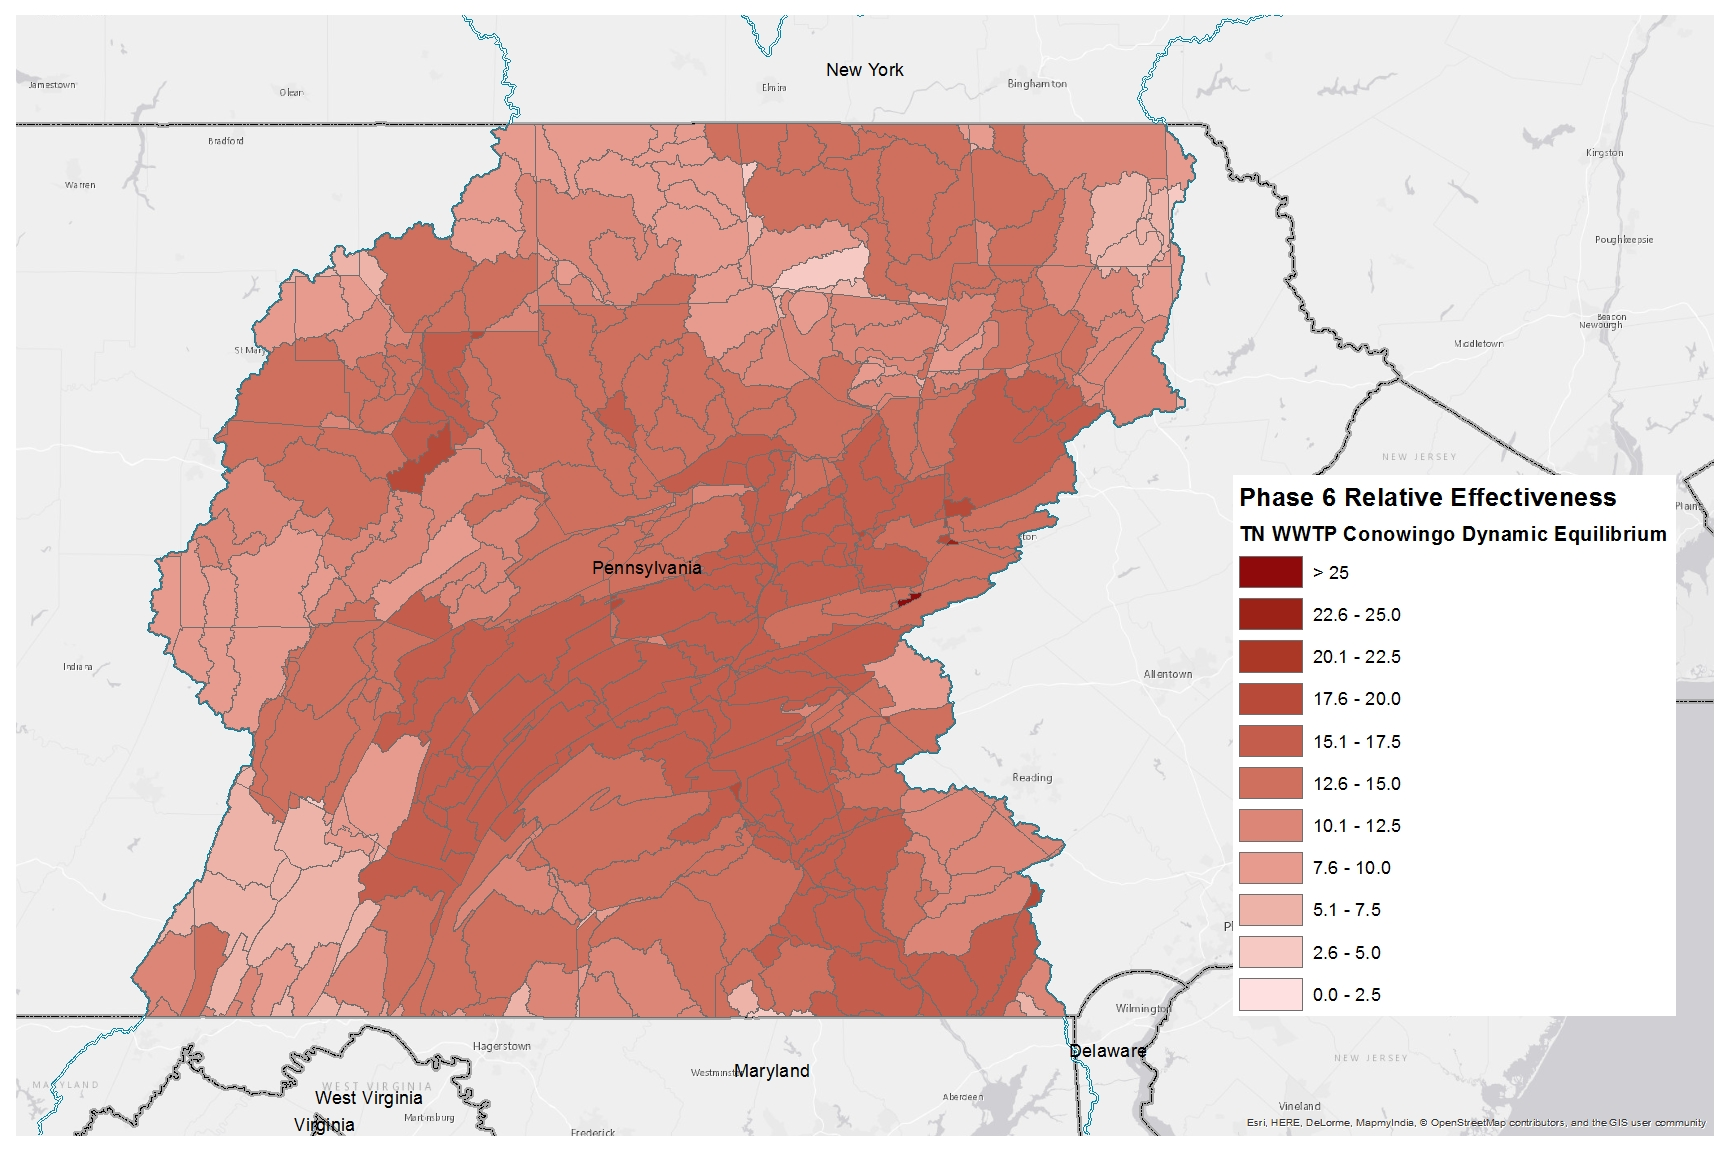 New York
Jamestown
Olean
Elmira
Binghamton
Bradford
Warren
Kingston
Poughkeepsie
Beacon
Newburgh
Middletown
St Mary
NEW JERSEY
Phase 6 Relative Effectiveness
TN WWTP Conowingo Dynamic Equilibrium
> 25
22.6 - 25.0
20.1 - 22.5
17.6 - 20.0
15.1 - 17.5
12.6 - 15.0
10.1 - 12.5
7.6 - 10.0
5.1 - 7.5
2.6 - 5.0
0.0 - 2.5
Plain
ton
Pennsylvania
Indiana
Allentown
Reading
Wilmington
Hagerstown
Delaware
Maryland
Westminst
MARYLAND
WEST VIRGINIA
West Virginia
Virginia
Martinsburg
Frederick
Aberdeen
NEW JERSEY
Vineland
Esri, HERE, DeLorme, MapmyIndia, © OpenStreetMap contributors, and the GIS user community